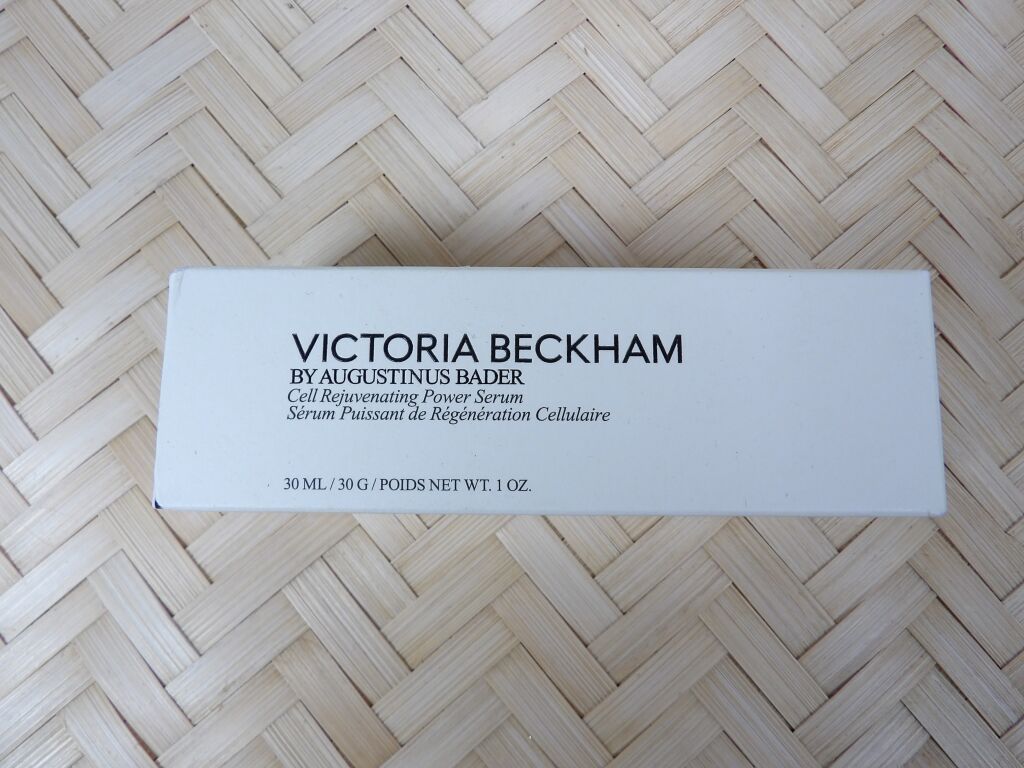 VICTORIA BECKHAM
BY AUGUSTINUS BADER
Cell Rejuvenating Power Serum
Sérum Puissant de Régénération Cellulaire
30 ML / 30 G / POIDS NET WT. 1 OZ.